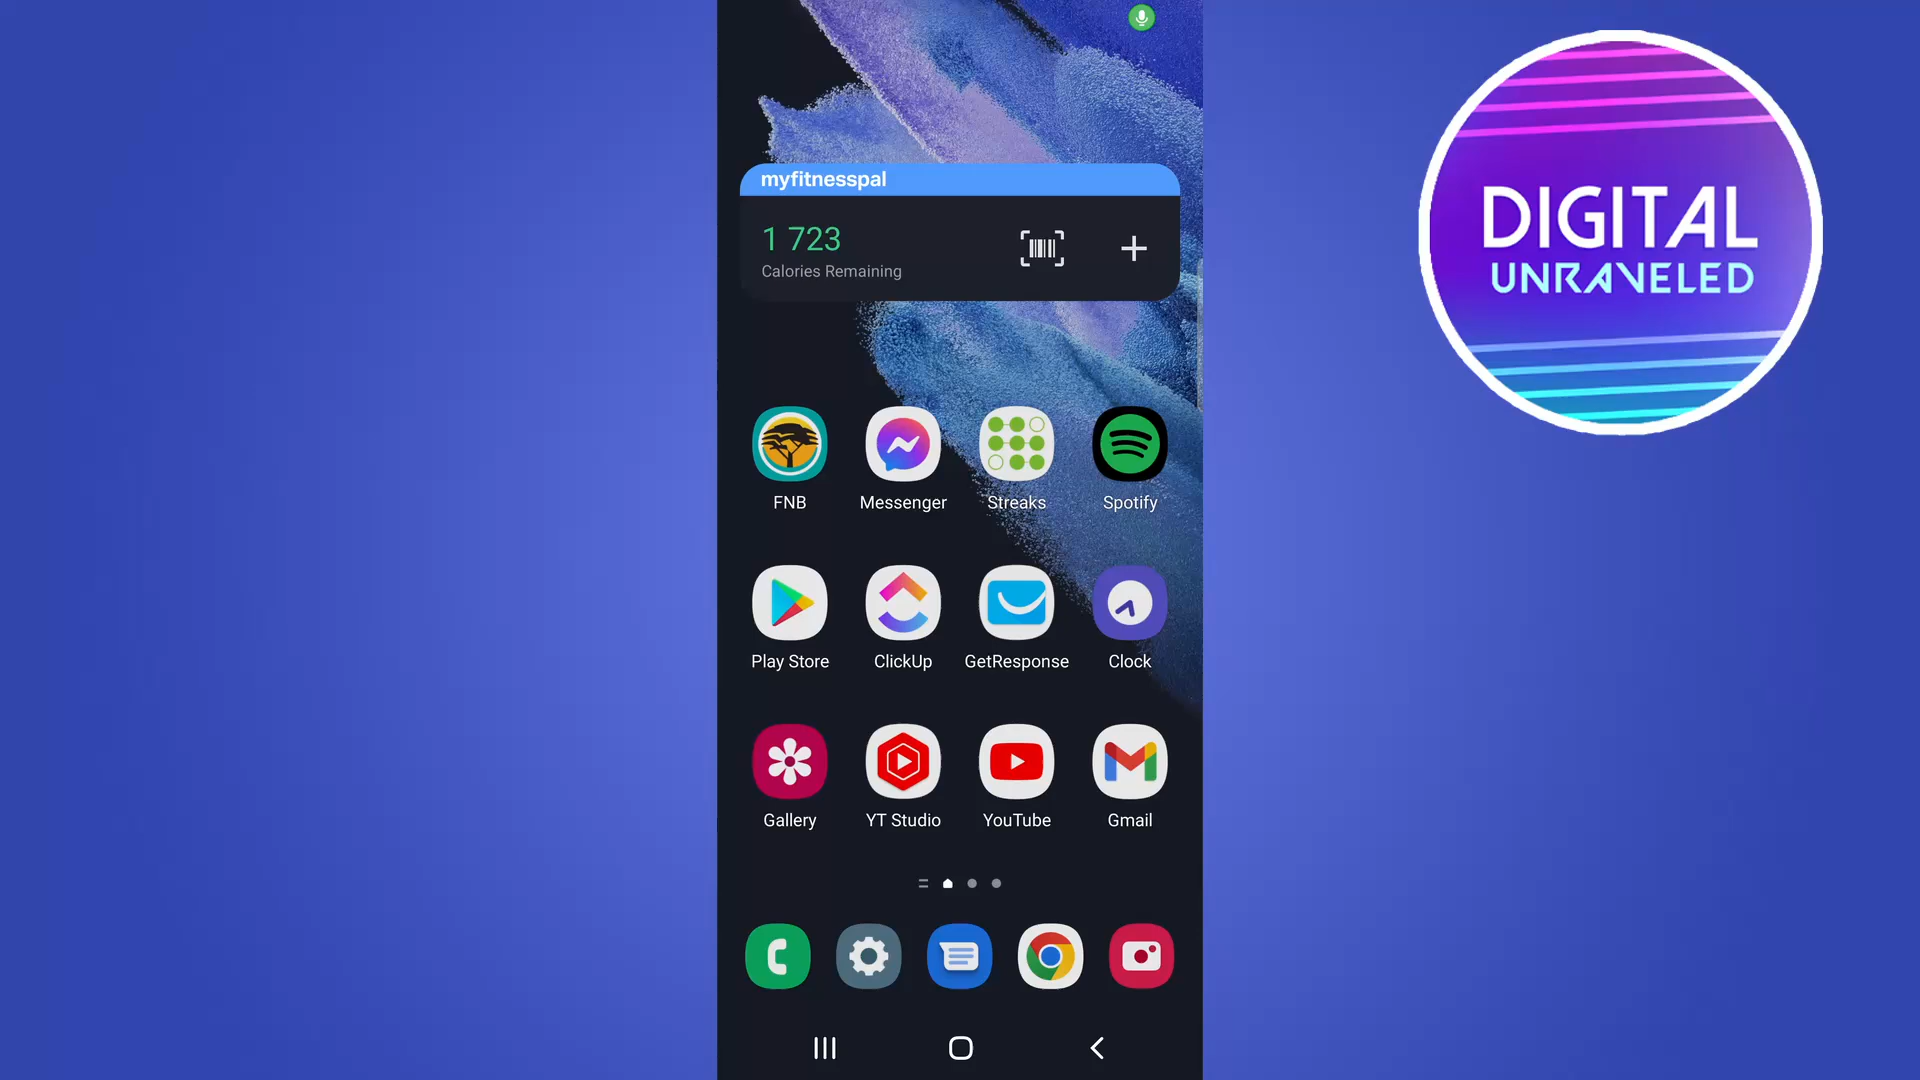 myfitnesspal
1 723
Calories Remaining
DIGITAL
UNRAVELED
FNB
Messenger
Streaks
Spotify
Play Store
ClickUp
GetResponse
Clock
Gallery
YT Studio
YouTube
Gmail